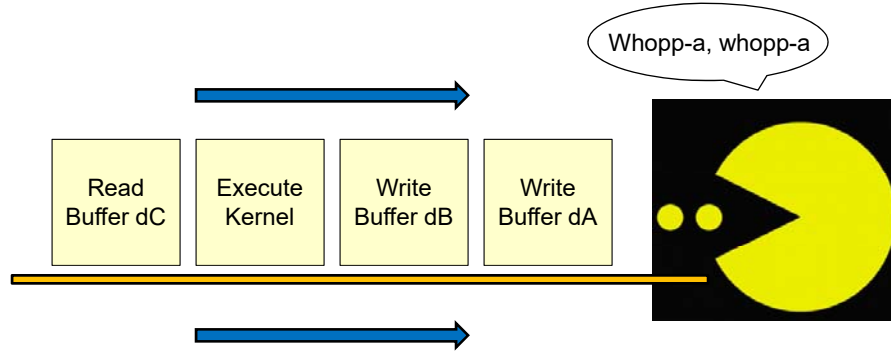 Whopp-a, whopp-a
Read
Buffer dC
Execute
Kernel
Write
Buffer dB
Write
Buffer dA